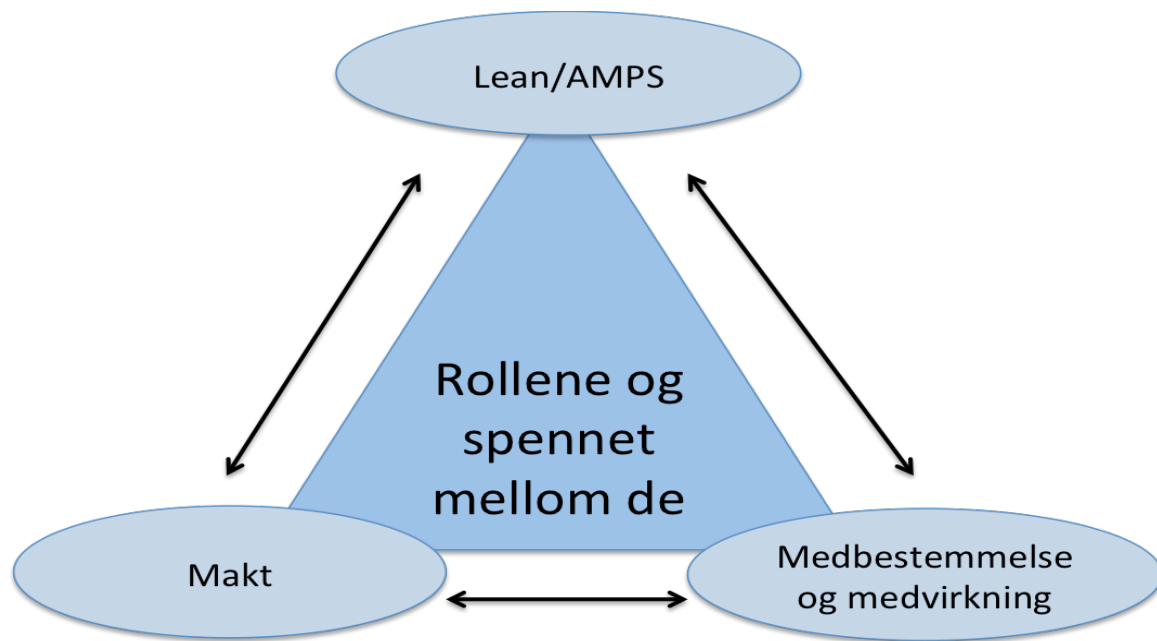 Lean/AMPS
Rollene og
spennet
mellom de
Makt
Medbestemmelse
og medvirkning